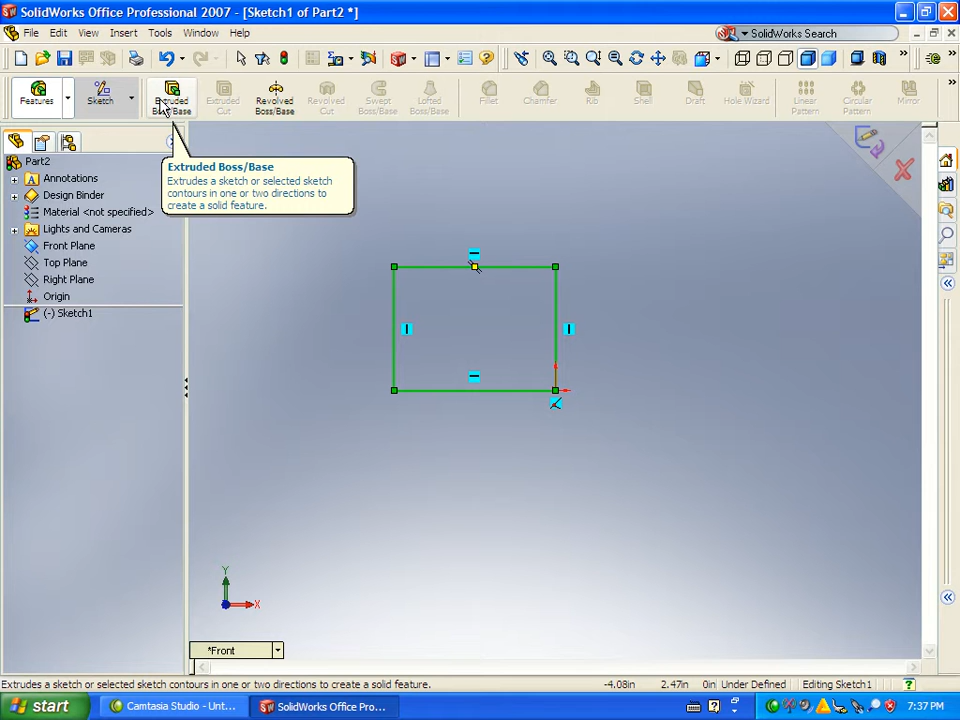 SolidWorks Office Professional 2007 - [Sketch1 of Part2 *]
File Edit View Insert Tools Window Help
SolidWorks Search
Features
Sketch
Extruded Boss/Base
Extruded Cut
Revolved Boss/Base
Revolved Cut
Swept Boss/Base
Lofted Boss/Base
Fillet
Chamfer
Rib
Shell
Draft
Hole Wizard
Linear Pattern
Circular Pattern
Mirror
Part2
Annotations
Design Binder
Material <not specified>
Lights and Cameras
Front Plane
Top Plane
Right Plane
Origin
(-) Sketch1
Extruded Boss/Base
Extrudes a sketch or selected sketch
contours in one or two directions to
create a solid feature.
Y
X
*Front
Extrudes a sketch or selected sketch contours in one or two directions to create a solid feature.
-4.08in 2.47in 0in Under Defined Editing Sketch1
start
Camtasia Studio - Unt...
SolidWorks Office Pro...
7:37 PM